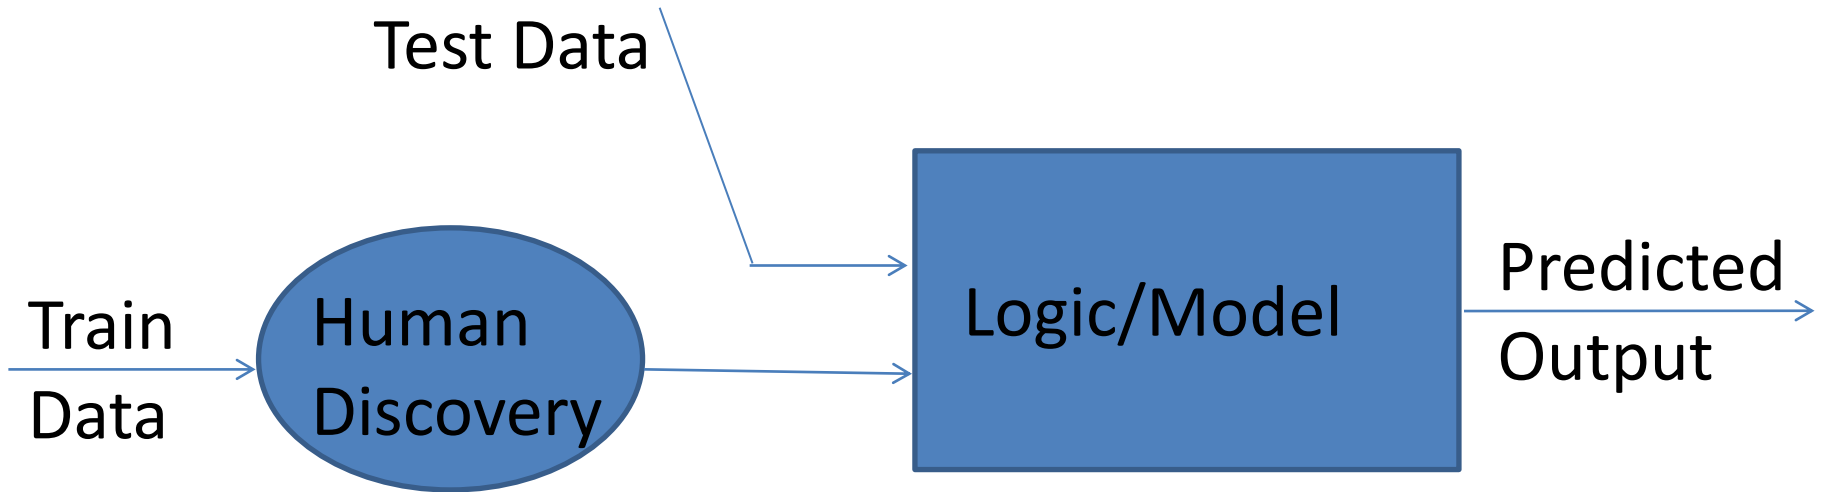 Test Data
Train
Data
Human
Discovery
Logic/Model
Predicted
Output